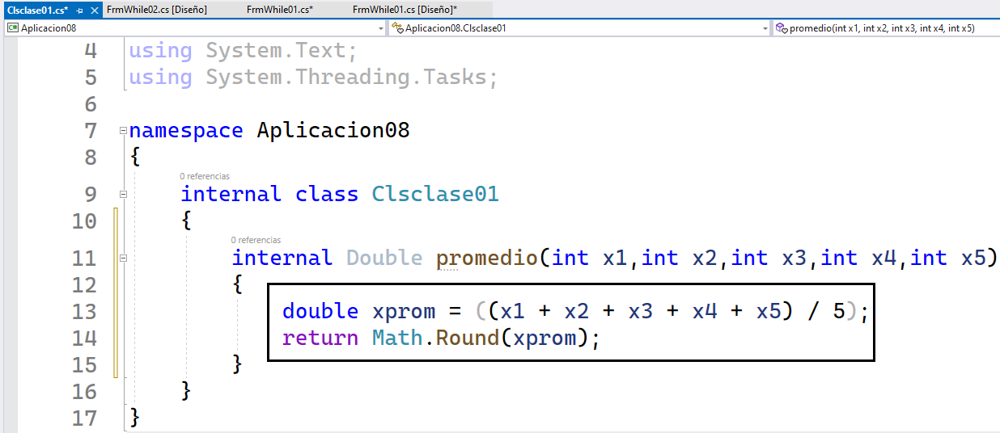 Clsclase01.cs* FrmWhile02.cs [Diseño] FrmWhile01.cs* FrmWhile01.cs [Diseño]*
C# Aplicacion08 Aplicacion08.Clsclase01 promedio(int x1, int x2, int x3, int x4, int x5)
4 using System.Text;
5 using System.Threading.Tasks;
6
7 namespace Aplicacion08
8 {
0 referencias
9 internal class Clsclase01
10 {
0 referencias
11 internal Double promedio(int x1,int x2,int x3,int x4,int x5)
12 {
13 double xprom = ((x1 + x2 + x3 + x4 + x5) / 5);
14 return Math.Round(xprom);
15 }
16 }
17 }